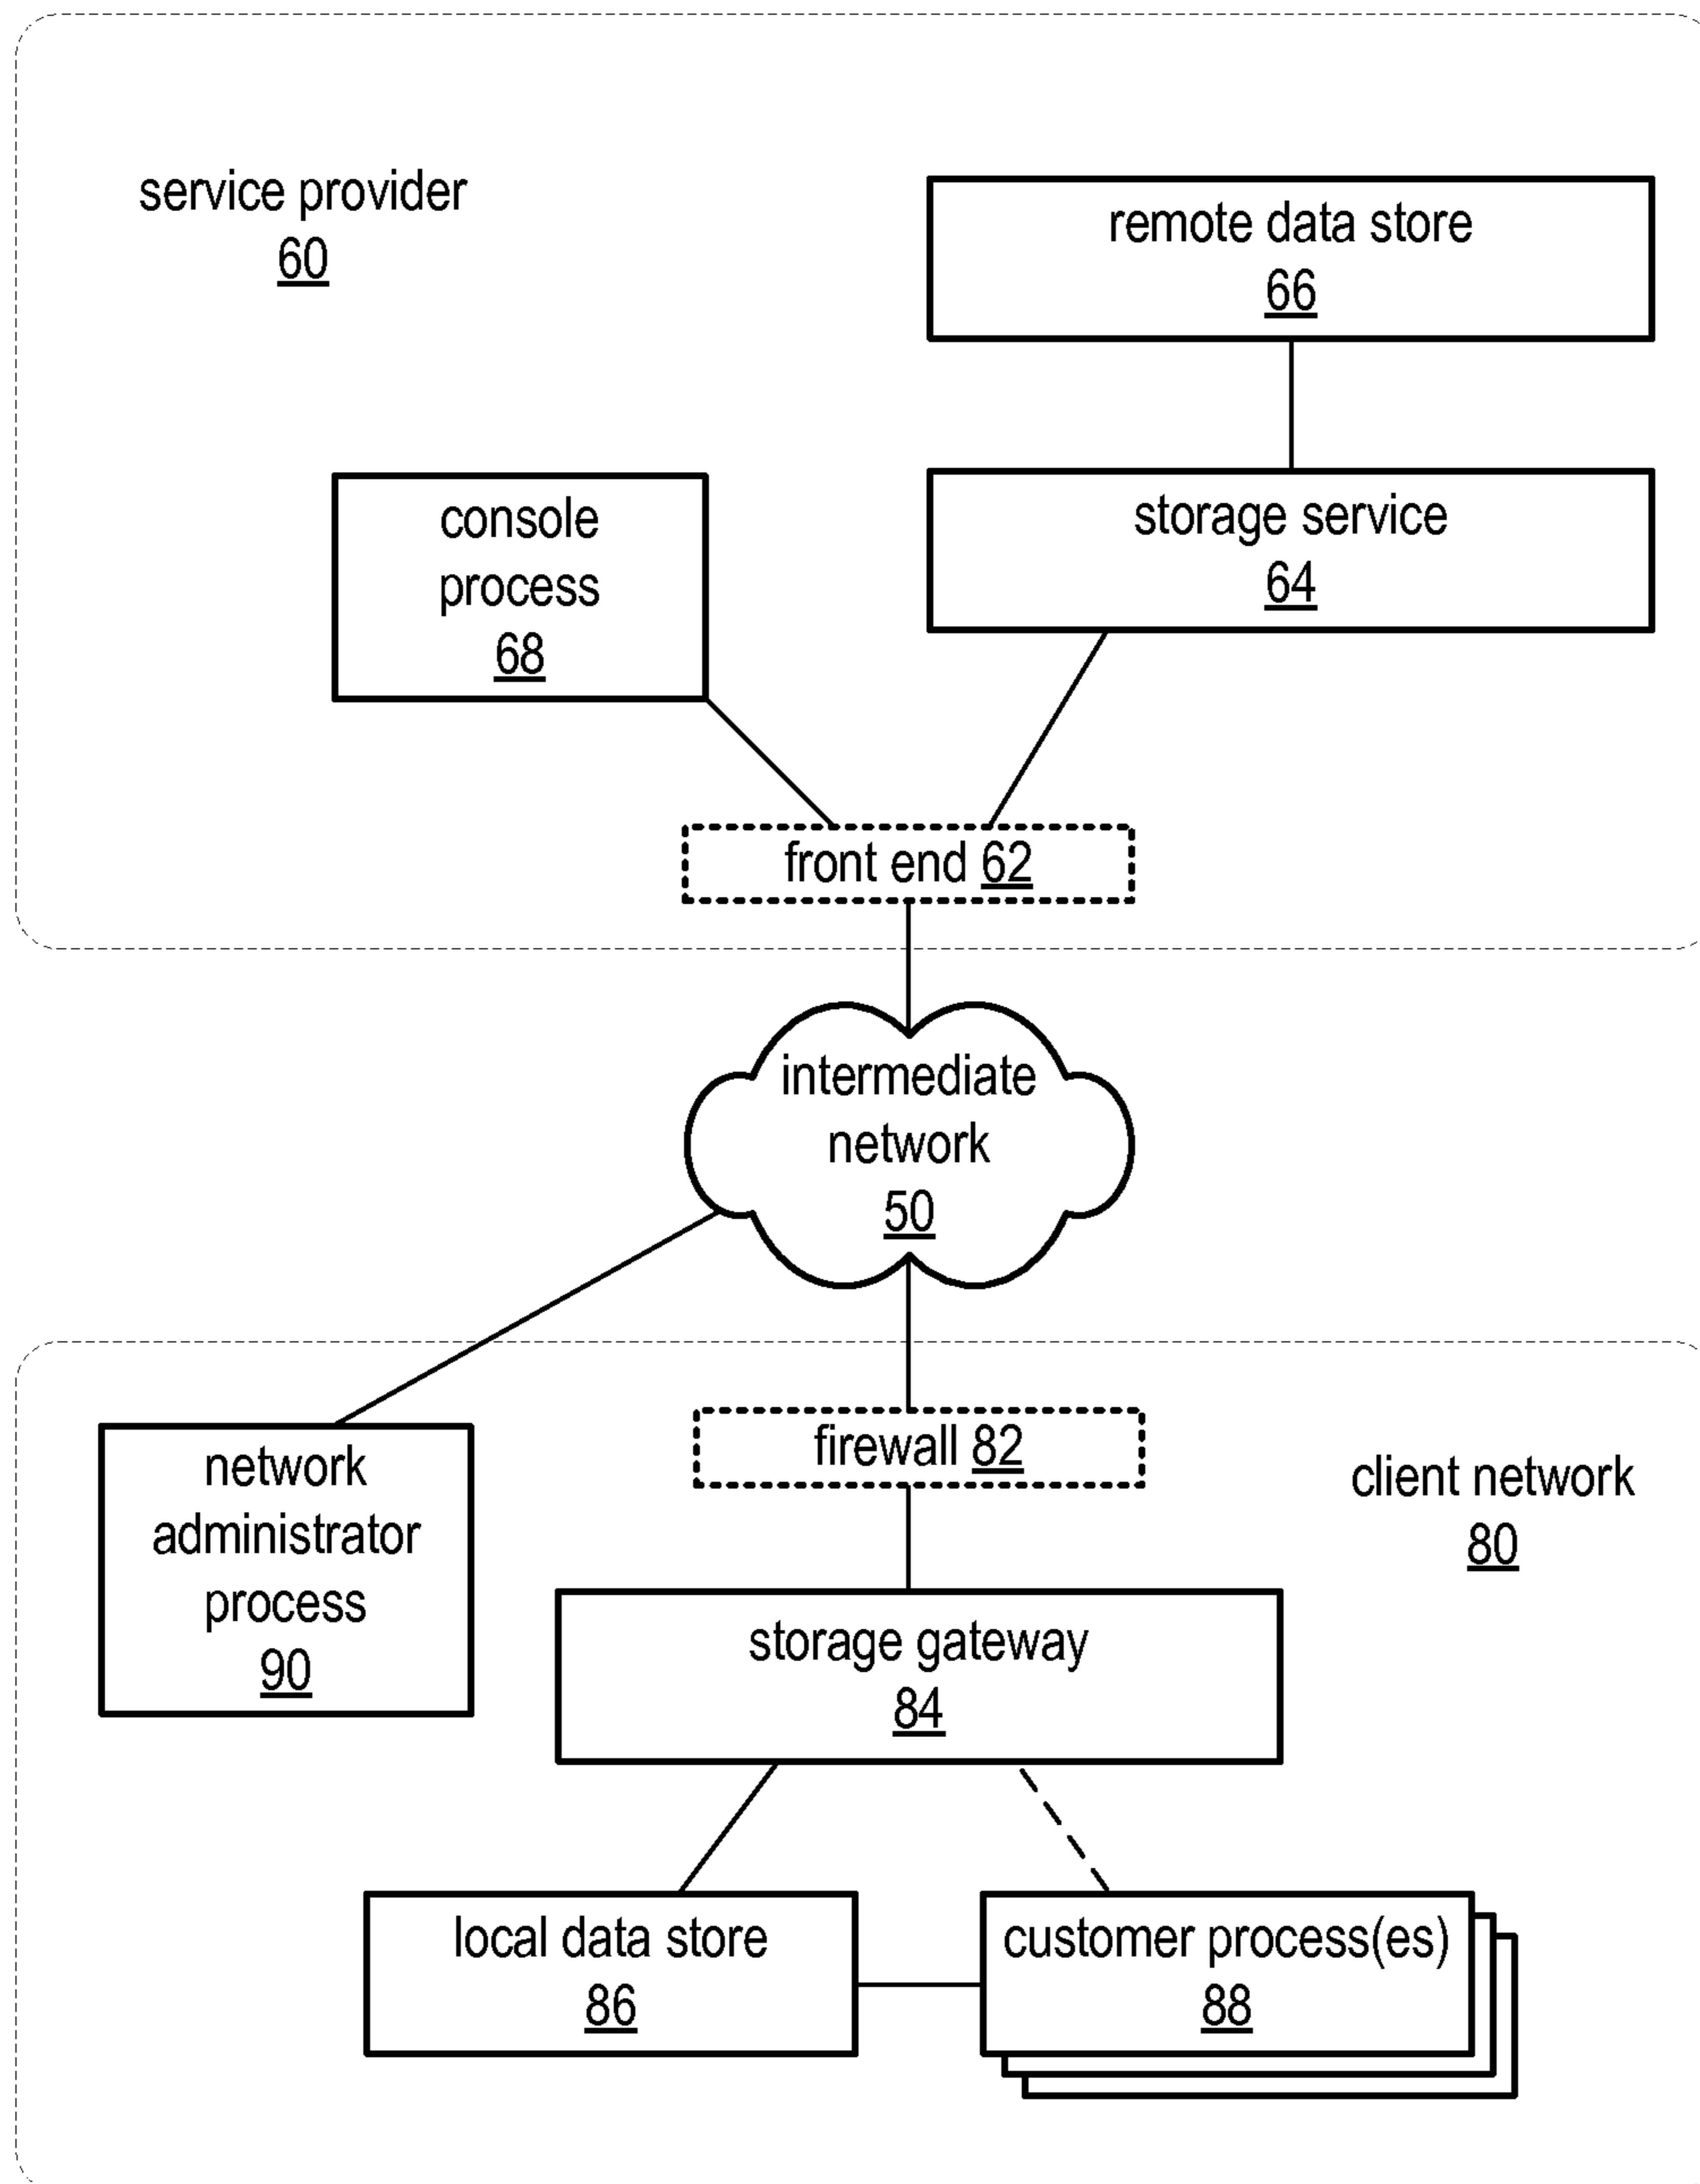 service provider
60
remote data store
66
console
process
68
storage service
64
front end 62
intermediate
network
50
network
administrator
process
90
firewall 82
client network
80
storage gateway
84
local data store
86
customer process(es)
88